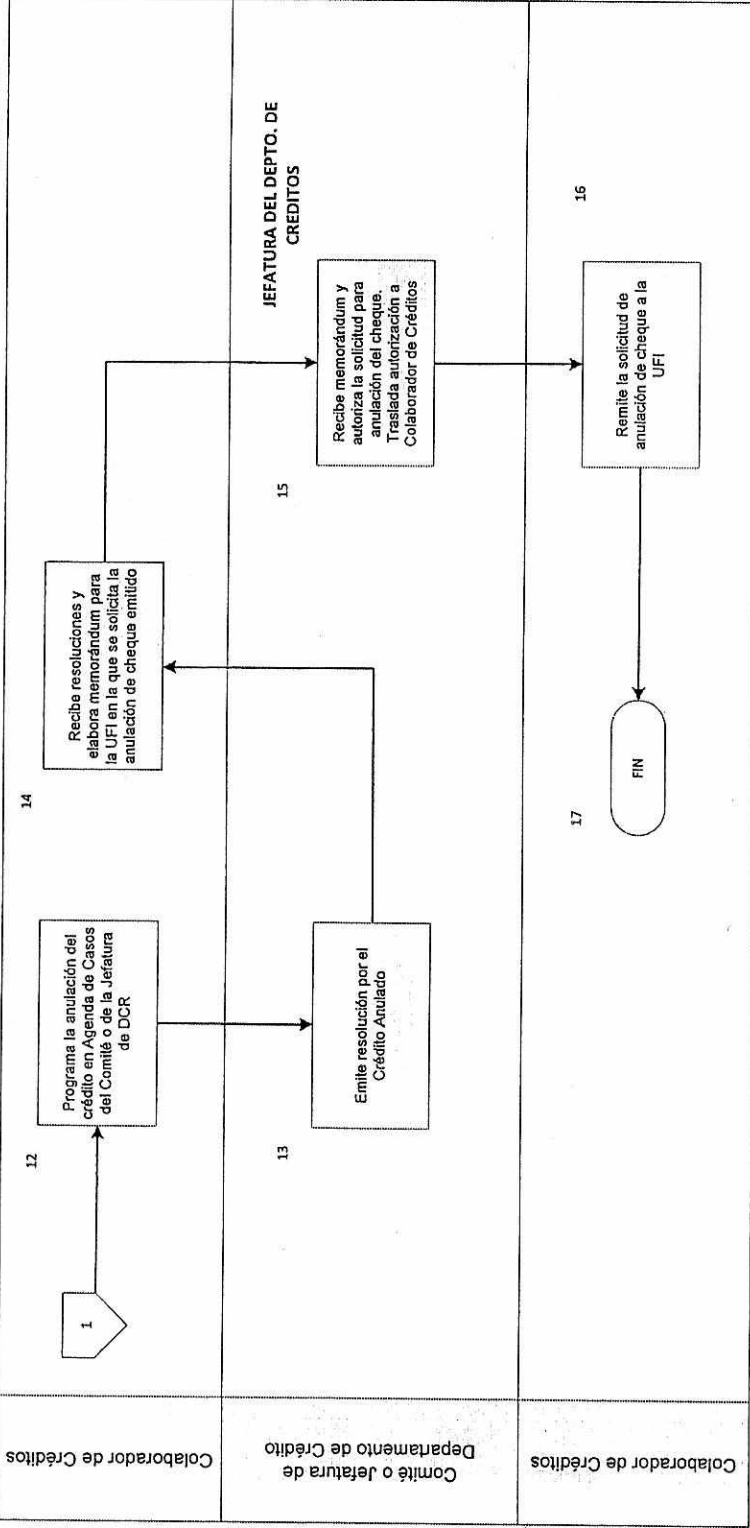 Colaborador de Créditos
1
12
Programa la anulación del
crédito en Agenda de Casos
del Comité o de la Jefatura
de DCR
14
Recibe resoluciones y
elabora memorándum para
la UFI en la que se solicita la
anulación de cheque emitido
Comité o Jefatura de
Departamento de Crédito
13
Emite resolución por el
Crédito Anulado
15
Recibe memorándum y
autoriza la solicitud para
anulación del cheque.
Traslada autorización a
Colaborador de Créditos
JEFATURA DEL DEPTO. DE
CREDITOS
Colaborador de Créditos
16
Remite la solicitud de
anulación de cheque a la
UFI
17
FIN